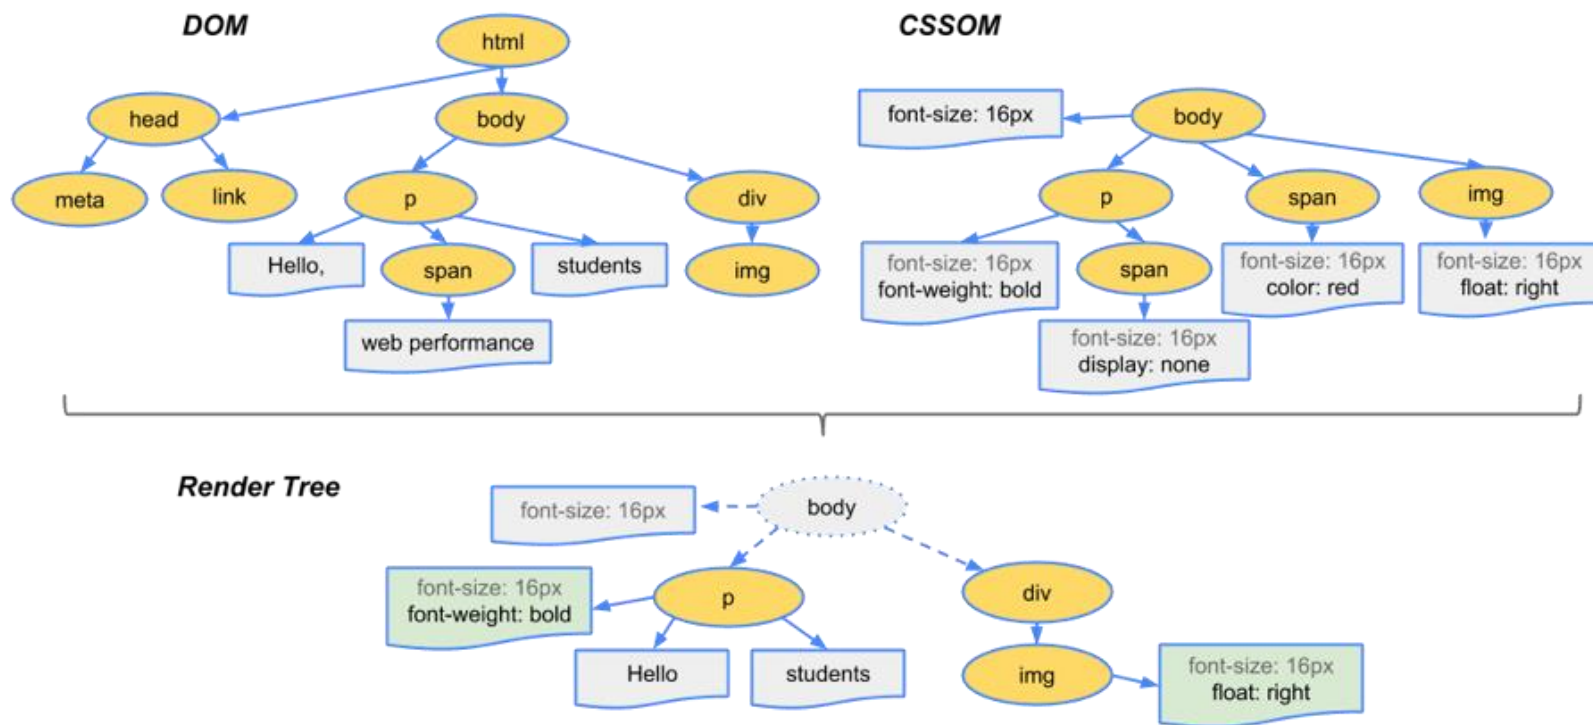 DOM
CSSOM
html
head
body
meta
link
p
div
Hello,
span
students
img
web performance
font-size: 16px
body
p
span
img
font-size: 16px
font-weight: bold
span
font-size: 16px
color: red
font-size: 16px
float: right
font-size: 16px
display: none
Render Tree
font-size: 16px
body
font-size: 16px
font-weight: bold
p
div
Hello
students
img
font-size: 16px
float: right